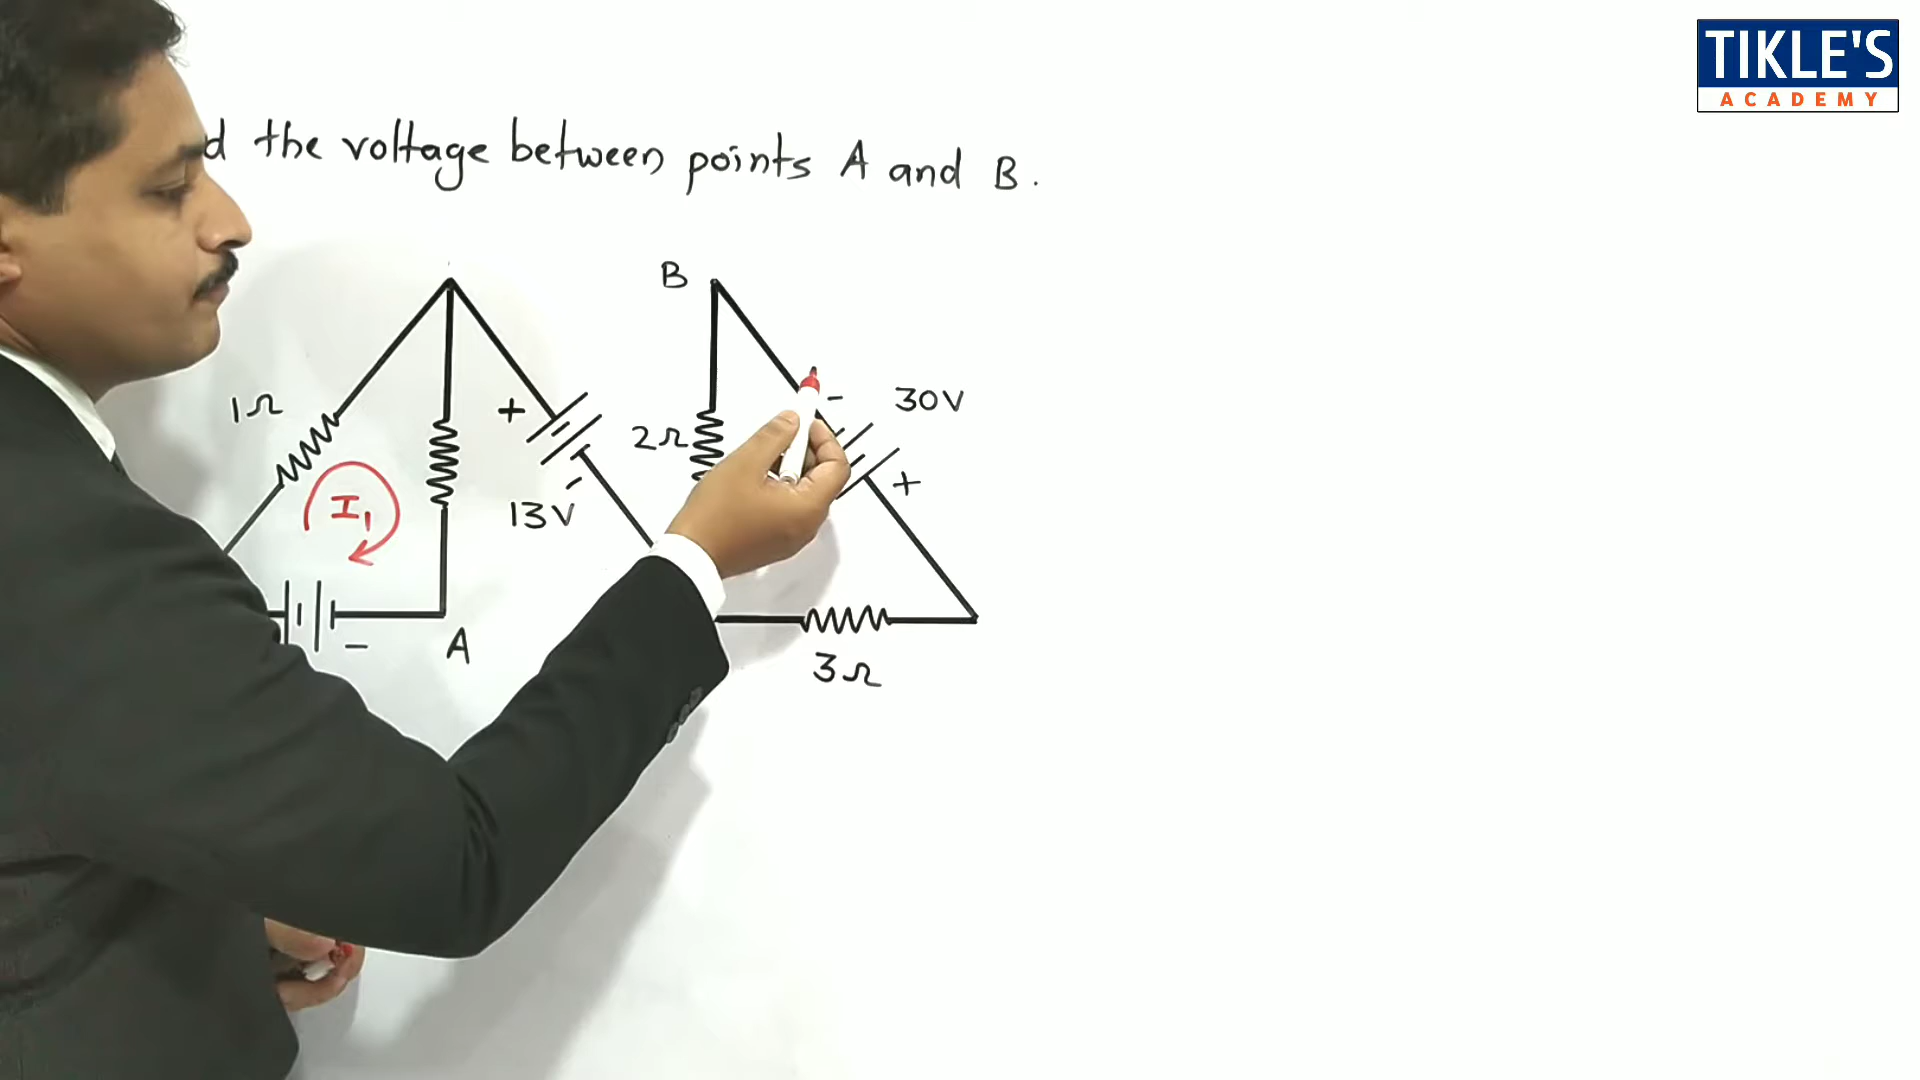 TIKLE'S
ACADEMY
d the voltage between points A and B.
B
- 30V
1Ω
+
2Ω
+
I₁
13V
-
A
-
3Ω